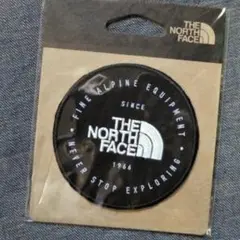 THE
NORTH
FACE
FINE ALPINE EQUIPMENT
SINCE
THE
NORTH
FACE
1966
NEVER STOP EXPLORING